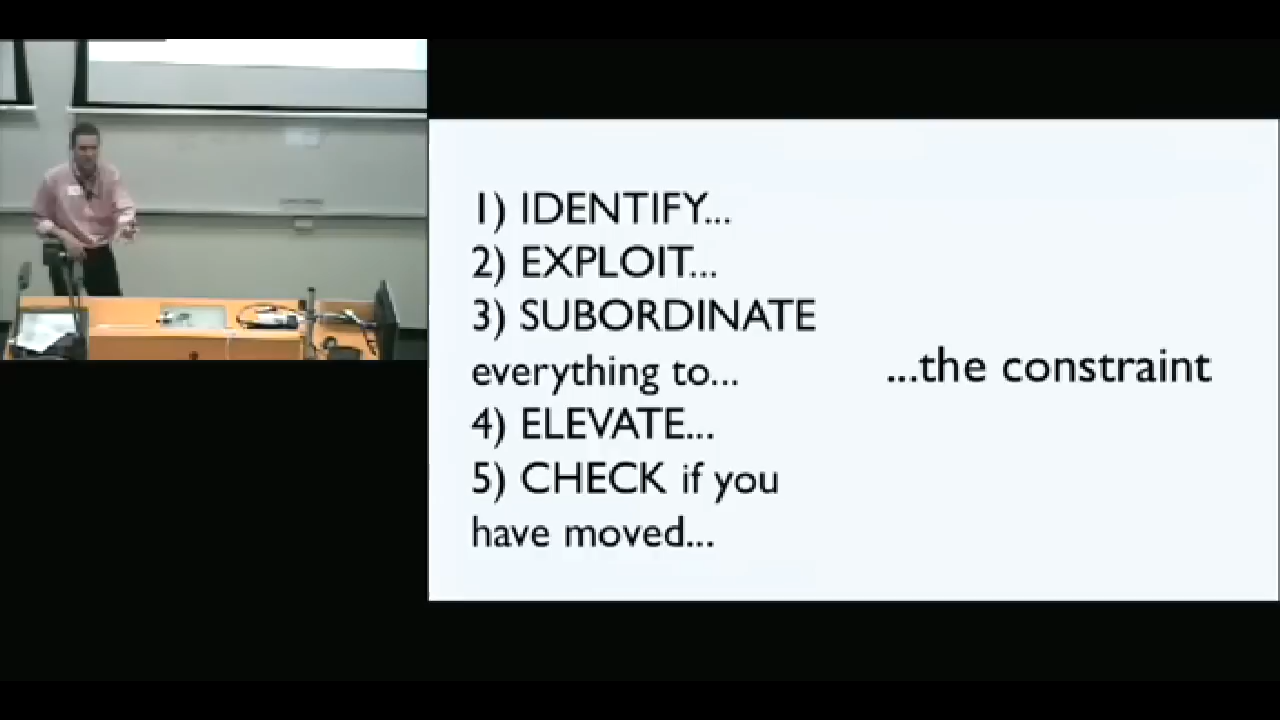 1) IDENTIFY...
2) EXPLOIT...
3) SUBORDINATE
everything to...
...the constraint
4) ELEVATE...
5) CHECK if you
have moved...